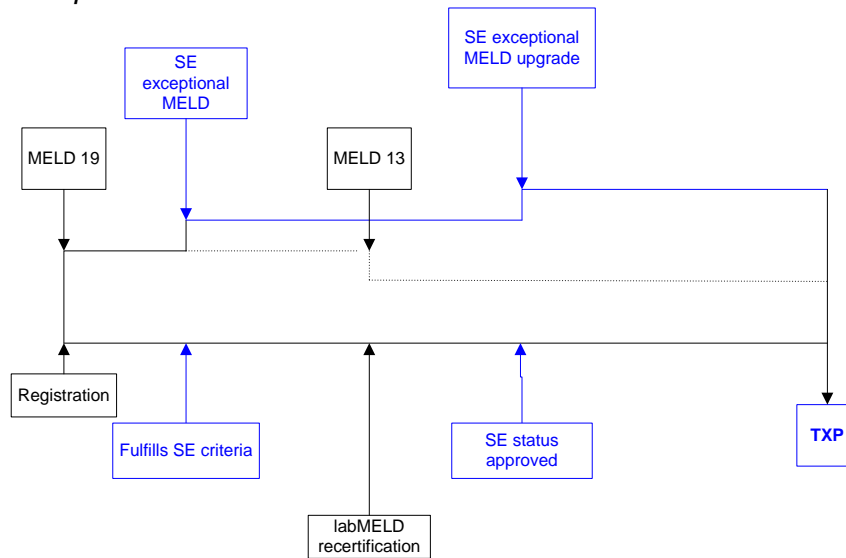 SE exceptional
MELD upgrade
SE
exceptional
MELD
MELD 19
MELD 13
Registration
Fulfills SE criteria
SE status
approved
TXP
labMELD
recertification